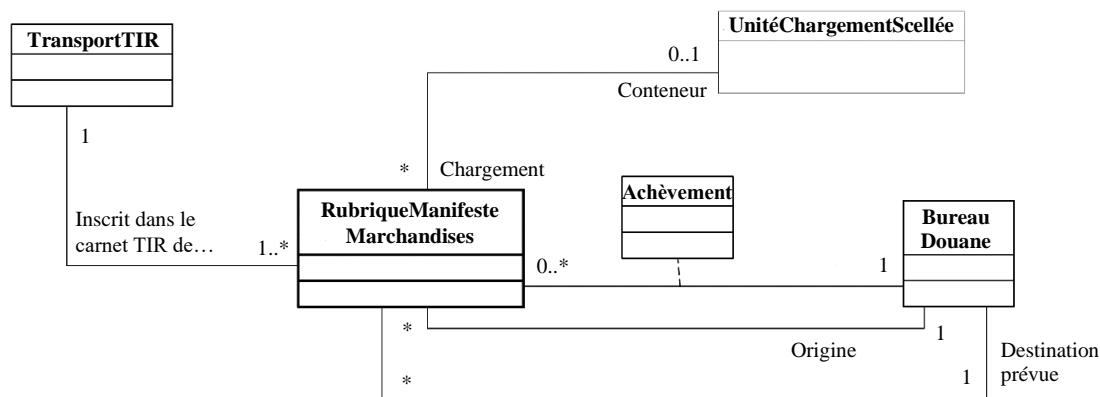 UnitéChargementScellée
TransportTIR
0..1
Conteneur
1
*
Chargement
Achèvement
RubriqueManifeste
Marchandises
Bureau
Douane
Inscrit dans le
carnet TIR de…
1..*
0..*
1
*
1
Origine
Destination
prévue
*
1